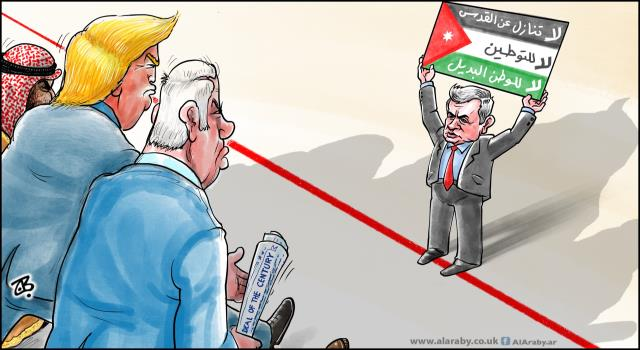 لا تنازل عن القدس
لا للتوطين
لا للوطن البديل
DEAL OF THE CENTURY
www.alaraby.co.uk f AlAraby.ar